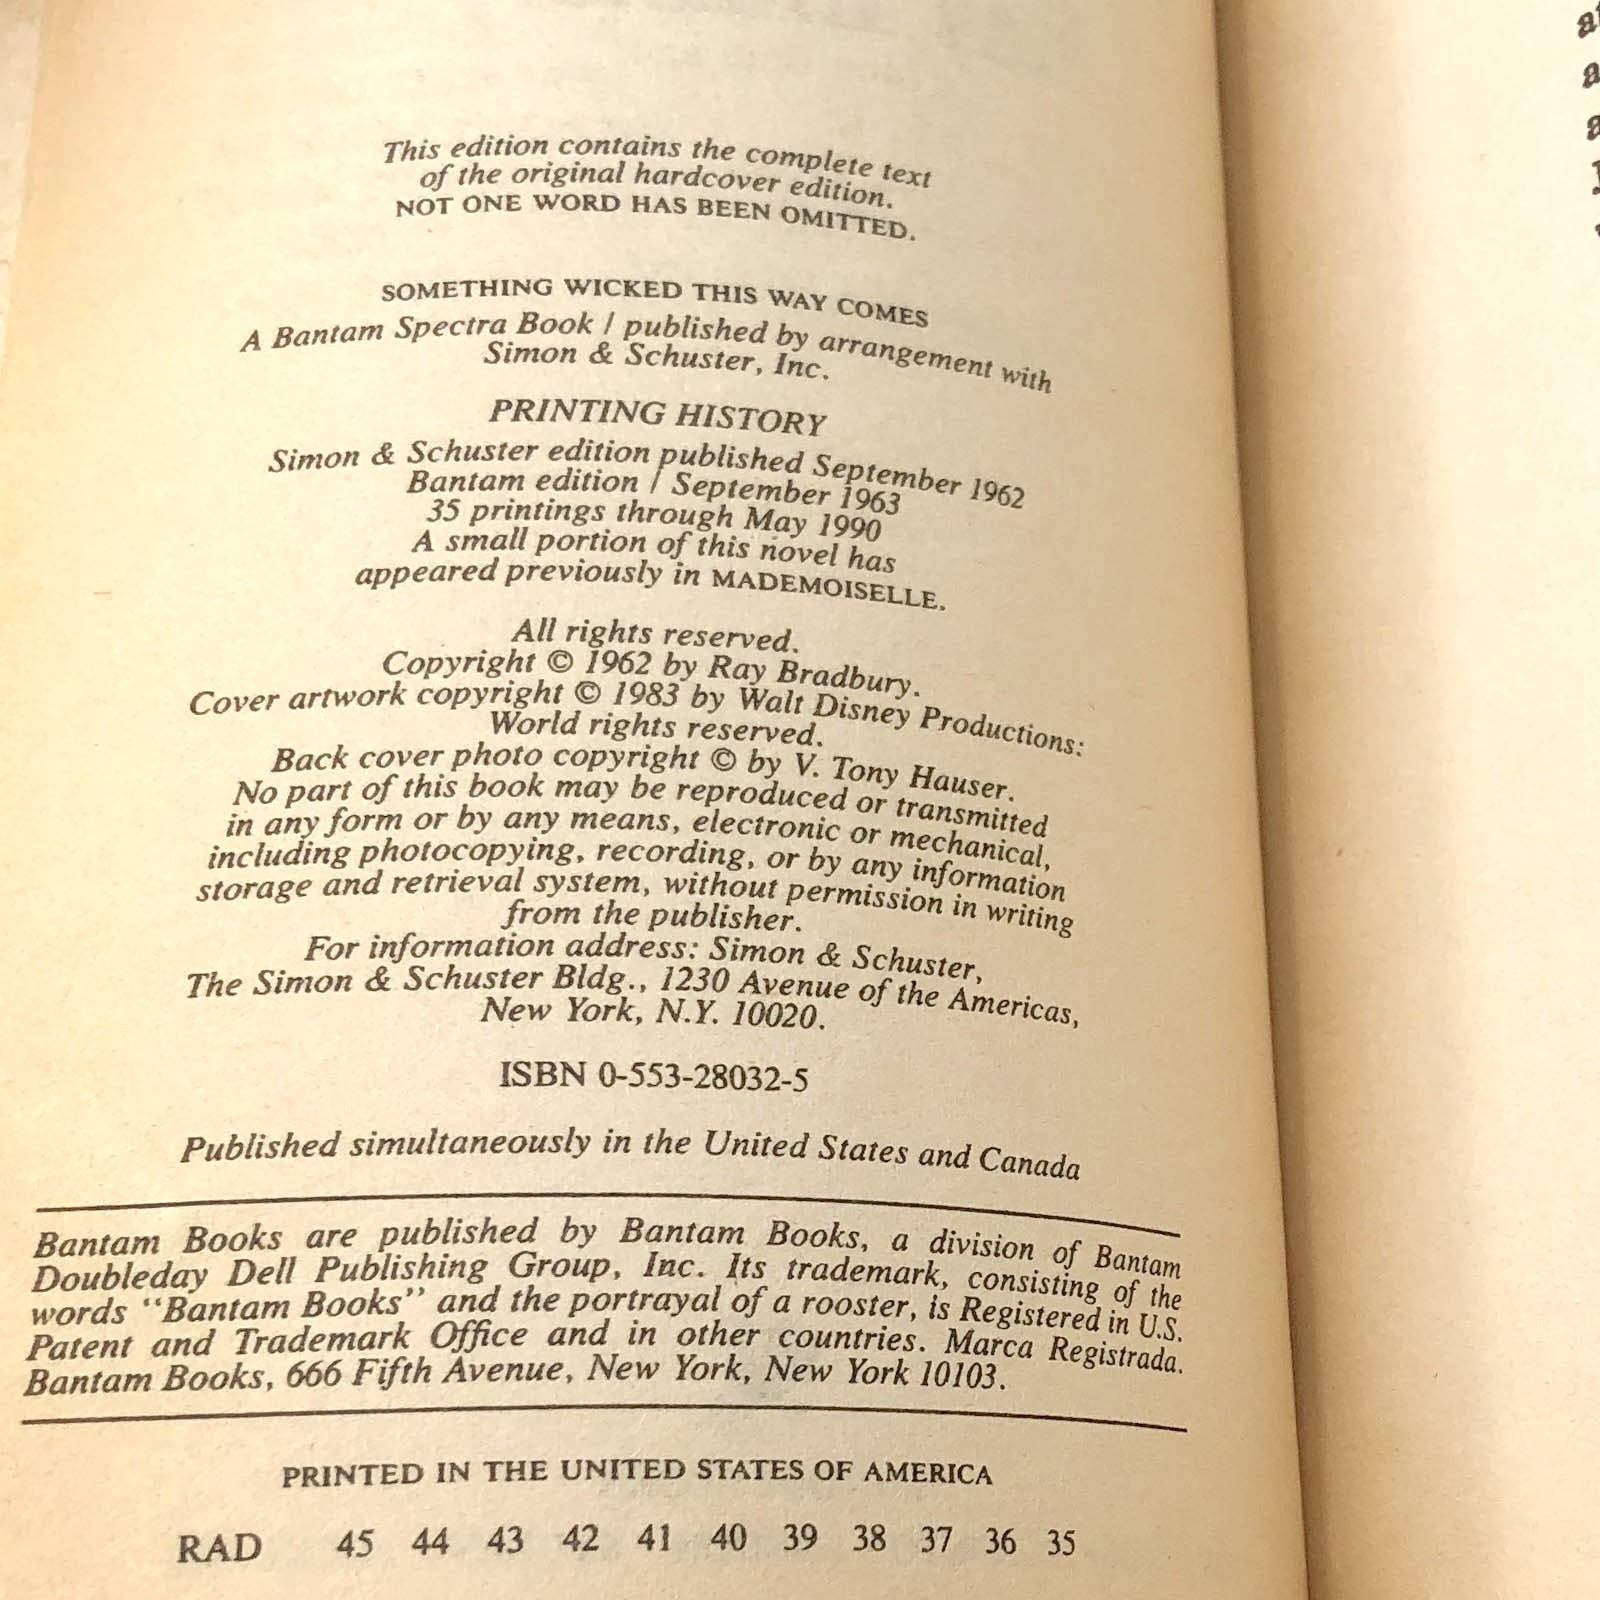 This edition contains the complete text
of the original hardcover edition.
NOT ONE WORD HAS BEEN OMITTED.
SOMETHING WICKED THIS WAY COMES
A Bantam Spectra Book / published by arrangement with
Simon & Schuster, Inc.
PRINTING HISTORY
Simon & Schuster edition published September 1962
Bantam edition / September 1963
35 printings through May 1990
A small portion of this novel has
appeared previously in MADEMOISELLE.
All rights reserved.
Copyright © 1962 by Ray Bradbury.
Cover artwork copyright © 1983 by Walt Disney Productions:
World rights reserved.
Back cover photo copyright © by V. Tony Hauser.
No part of this book may be reproduced or transmitted
in any form or by any means, electronic or mechanical,
including photocopying, recording, or by any information
storage and retrieval system, without permission in writing
from the publisher.
For information address: Simon & Schuster,
The Simon & Schuster Bldg., 1230 Avenue of the Americas,
New York, N.Y. 10020.
ISBN 0-553-28032-5
Published simultaneously in the United States and Canada
Bantam Books are published by Bantam Books, a division of Bantam
Doubleday Dell Publishing Group, Inc. Its trademark, consisting of the
words "Bantam Books" and the portrayal of a rooster, is Registered in U.S.
Patent and Trademark Office and in other countries. Marca Registrada.
Bantam Books, 666 Fifth Avenue, New York, New York 10103.
PRINTED IN THE UNITED STATES OF AMERICA
RAD 45 44 43 42 41 40 39 38 37 36 35